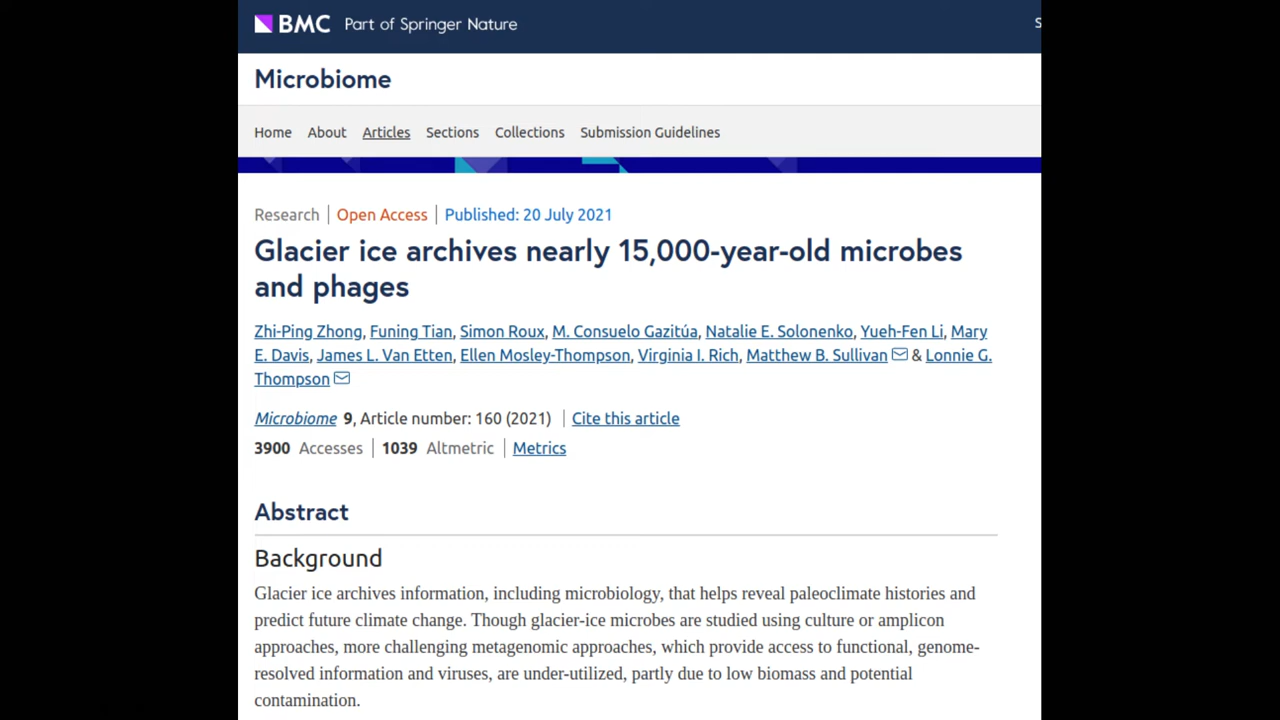 BMC Part of Springer Nature
S
Microbiome
Home About Articles Sections Collections Submission Guidelines
Research | Open Access | Published: 20 July 2021
Glacier ice archives nearly 15,000-year-old microbes
and phages
Zhi-Ping Zhong, Funing Tian, Simon Roux, M. Consuelo Gazitúa, Natalie E. Solonenko, Yueh-Fen Li, Mary
E. Davis, James L. Van Etten, Ellen Mosley-Thompson, Virginia I. Rich, Matthew B. Sullivan & Lonnie G.
Thompson
Microbiome 9, Article number: 160 (2021) | Cite this article
3900 Accesses | 1039 Altmetric | Metrics
Abstract
Background
Glacier ice archives information, including microbiology, that helps reveal paleoclimate histories and
predict future climate change. Though glacier-ice microbes are studied using culture or amplicon
approaches, more challenging metagenomic approaches, which provide access to functional, genome-
resolved information and viruses, are under-utilized, partly due to low biomass and potential
contamination.